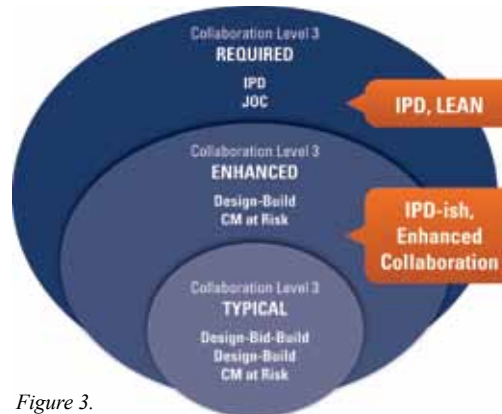 Collaboration Level 3
REQUIRED
IPD
JOC
IPD, LEAN
Collaboration Level 3
ENHANCED
Design-Build
CM at Risk
IPD-ish,
Enhanced
Collaboration
Collaboration Level 3
TYPICAL
Design-Bid-Build
Design-Build
CM at Risk
Figure 3.